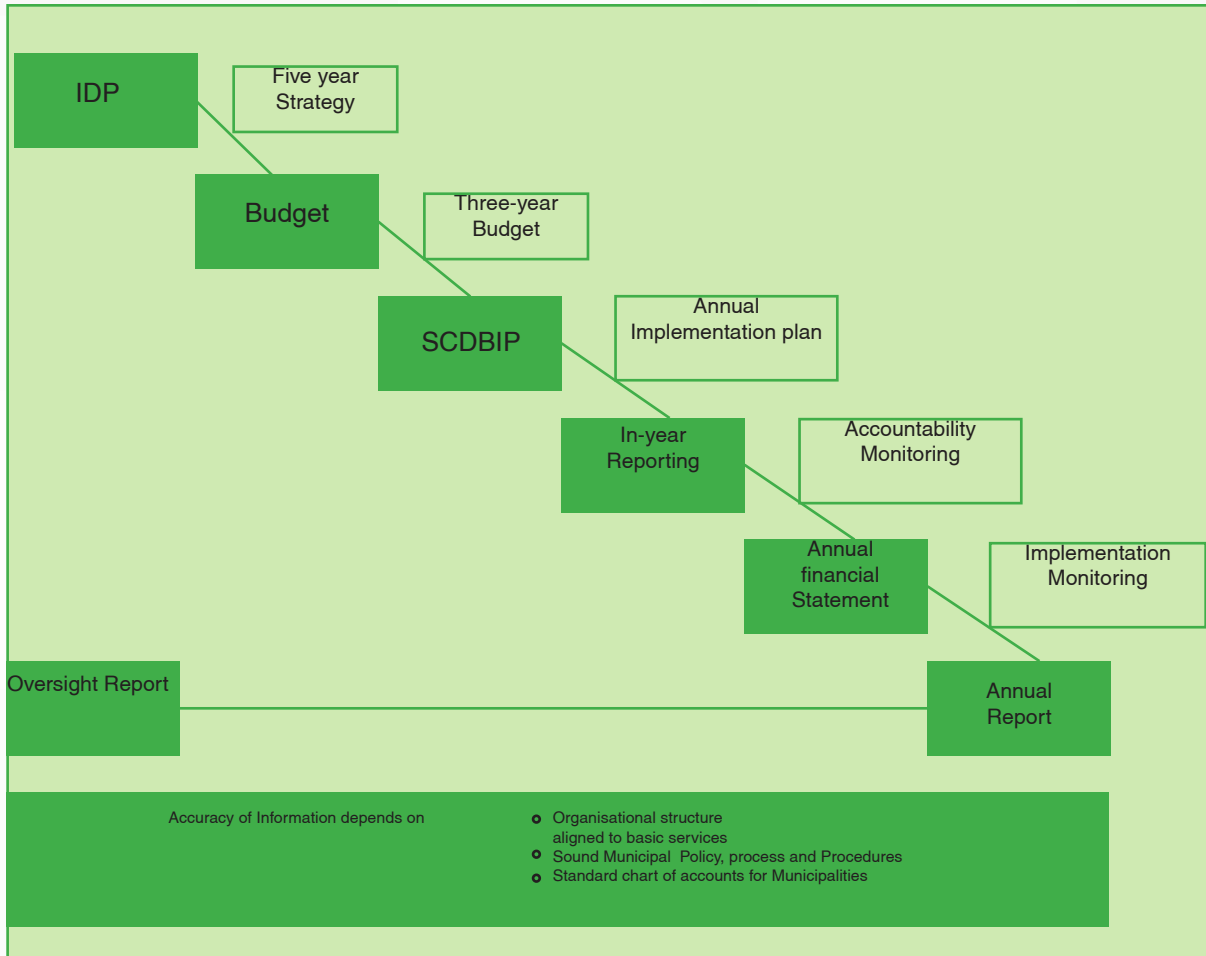 IDP
Five year
Strategy
Budget
Three-year
Budget
SCDBIP
Annual
Implementation plan
In-year
Reporting
Accountability
Monitoring
Annual
financial
Statement
Implementation
Monitoring
Oversight Report
Annual
Report
Accuracy of Information depends on
Organisational structure
aligned to basic services
Sound Municipal Policy, process and Procedures
Standard chart of accounts for Municipalities